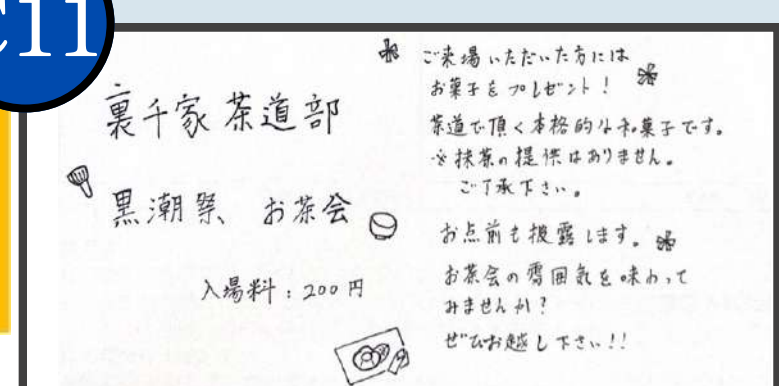 C11
裏千家茶道部
黒潮祭 お茶会
入場料:200円
ご来場いただいた方には
お菓子をプレゼント!
茶道で頂く本格的な和菓子です。
※抹茶の提供はありません。
ご了承下さい。
お点前も披露します。
お茶会の雰囲気を味わって
みませんか?
ぜひお越し下さい!!